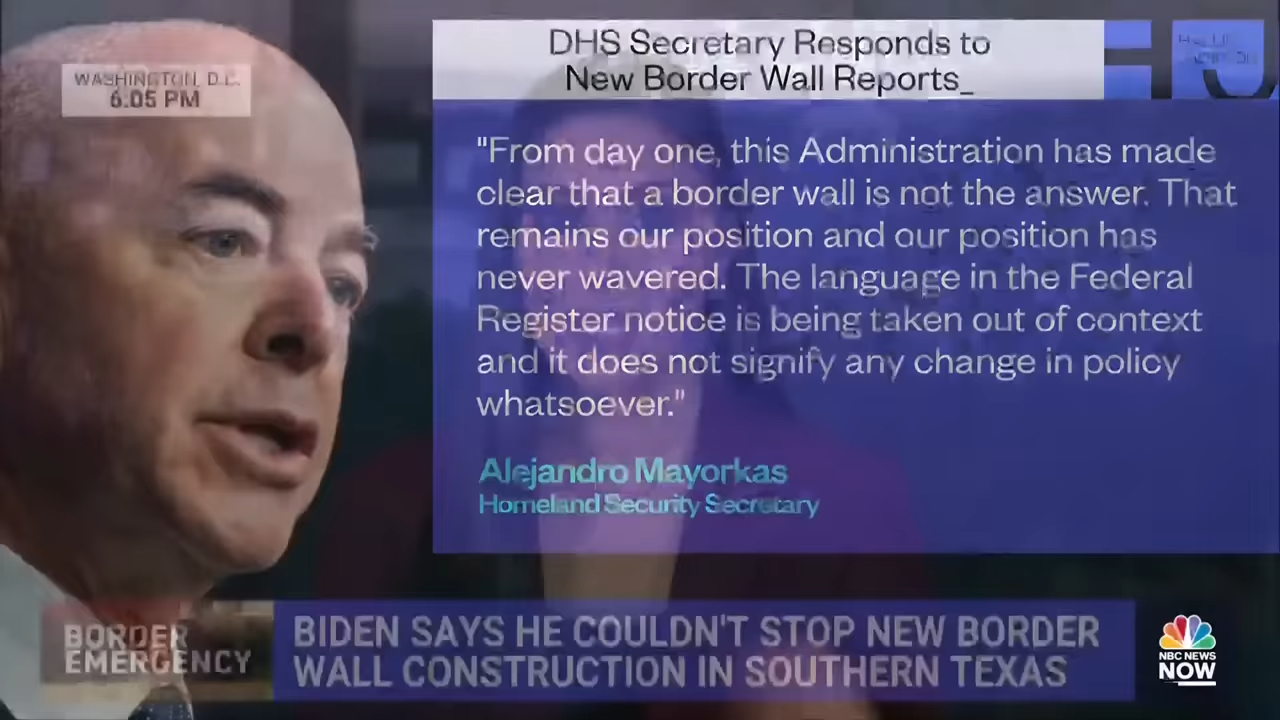 WASHINGTON, D.C.
6:05 PM
DHS Secretary Responds to
New Border Wall Reports_
"From day one, this Administration has made
clear that a border wall is not the answer. That
remains our position and our position has
never wavered. The language in the Federal
Register notice is being taken out of context
and it does not signify any change in policy
whatsoever."
Alejandro Mayorkas
Homeland Security Secretary
BORDER
EMERGENCY
BIDEN SAYS HE COULDN'T STOP NEW BORDER
WALL CONSTRUCTION IN SOUTHERN TEXAS
NBC NEWS
NOW